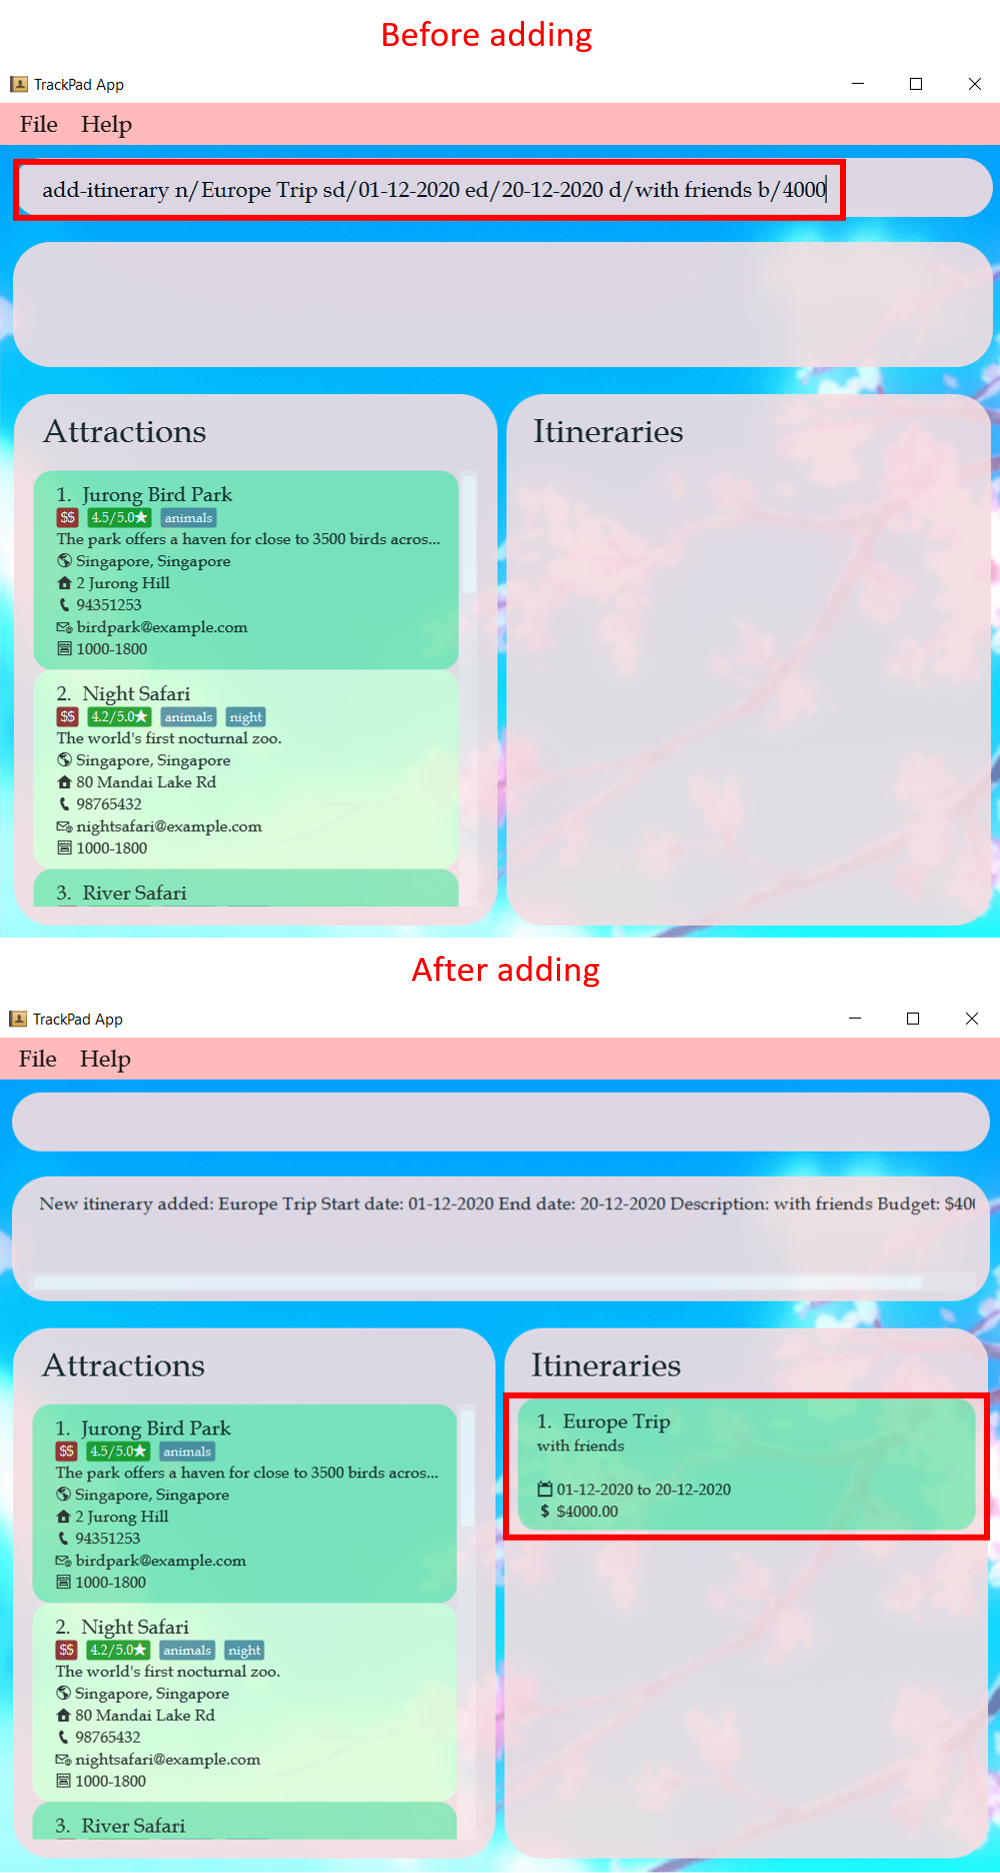 Before adding
TrackPad App
File Help
add-itinerary n/Europe Trip sd/01-12-2020 ed/20-12-2020 d/with friends b/4000
Attractions
1. Jurong Bird Park
$$ 4.5/5.0★ animals
The park offers a haven for close to 3500 birds acros...
Singapore, Singapore
2 Jurong Hill
94351253
birdpark@example.com
1000-1800
2. Night Safari
$$ 4.2/5.0★ animals night
The world's first nocturnal zoo.
Singapore, Singapore
80 Mandai Lake Rd
98765432
nightsafari@example.com
1000-1800
3. River Safari
Itineraries
After adding
TrackPad App
File Help
New itinerary added: Europe Trip Start date: 01-12-2020 End date: 20-12-2020 Description: with friends Budget:
Attractions
1. Jurong Bird Park
$$ 4.5/5.0★ animals
The park offers a haven for close to 3500 birds acros...
Singapore, Singapore
2 Jurong Hill
94351253
birdpark@example.com
1000-1800
2. Night Safari
$$ 4.2/5.0★ animals night
The world's first nocturnal zoo.
Singapore, Singapore
80 Mandai Lake Rd
98765432
nightsafari@example.com
1000-1800
3. River Safari
Itineraries
1. Europe Trip
with friends
01-12-2020 to 20-12-2020
$ $4000.00